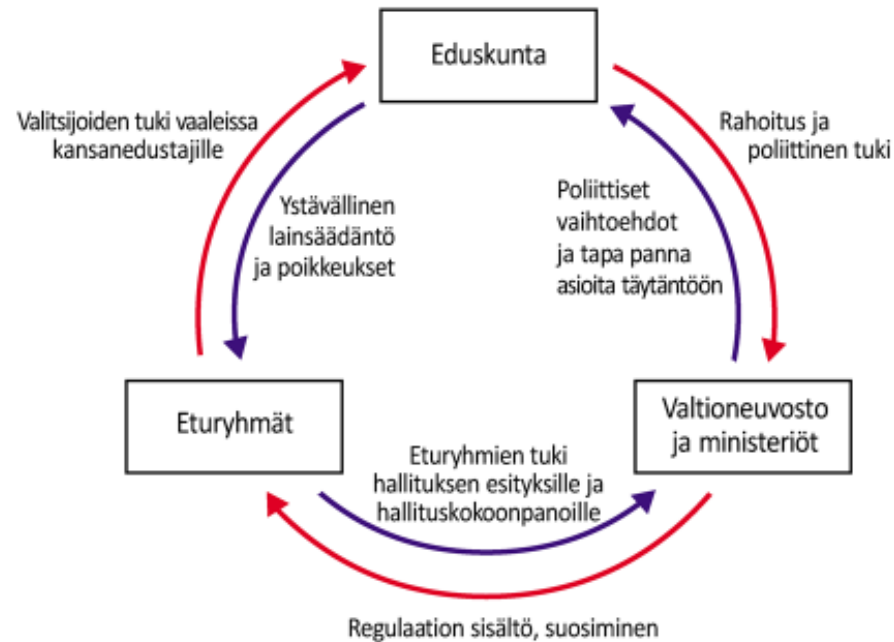 Eduskunta
Valitsijoiden tuki vaaleissa
kansanedustajille
Rahoitus ja
poliittinen tuki
Ystävällinen
lainsäädäntö
ja poikkeukset
Poliittiset
vaihtoehdot
ja tapa panna
asioita täytäntöön
Eturyhmät
Valtioneuvosto
ja ministeriöt
Eturyhmien tuki
hallituksen esityksille ja
hallituskokoonpanoille
Regulaation sisältö, suosiminen